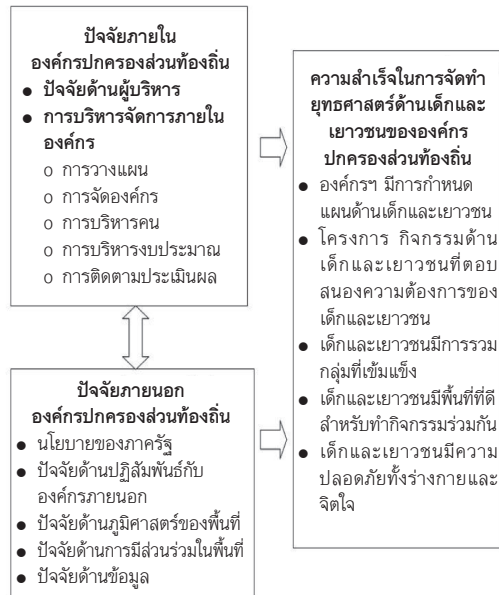 ปัจจัยภายใน
องค์กรปกครองส่วนท้องถิ่น
● ปัจจัยด้านผู้บริหาร
● การบริหารจัดการภายใน
องค์กร
o การวางแผน
o การจัดองค์กร
o การบริหารคน
o การบริหารงบประมาณ
o การติดตามประเมินผล
ปัจจัยภายนอก
องค์กรปกครองส่วนท้องถิ่น
● นโยบายของภาครัฐ
● ปัจจัยด้านปฏิสัมพันธ์กับ
องค์กรภายนอก
● ปัจจัยด้านภูมิศาสตร์ของพื้นที่
● ปัจจัยด้านการมีส่วนร่วมในพื้นที่
● ปัจจัยด้านข้อมูล
ความสำเร็จในการจัดทำ
ยุทธศาสตร์ด้านเด็กและ
เยาวชนขององค์กร
ปกครองส่วนท้องถิ่น
● องค์กรฯ มีการกำหนด
แผนด้านเด็กและเยาวชน
● โครงการ กิจกรรมด้าน
เด็กและเยาวชนที่ตอบ
สนองความต้องการของ
เด็กและเยาวชน
● เด็กและเยาวชนมีการรวม
กลุ่มที่เข้มแข็ง
● เด็กและเยาวชนมีพื้นที่ที่ดี
สำหรับทำกิจกรรมร่วมกัน
● เด็กและเยาวชนมีความ
ปลอดภัยทั้งร่างกายและ
จิตใจ